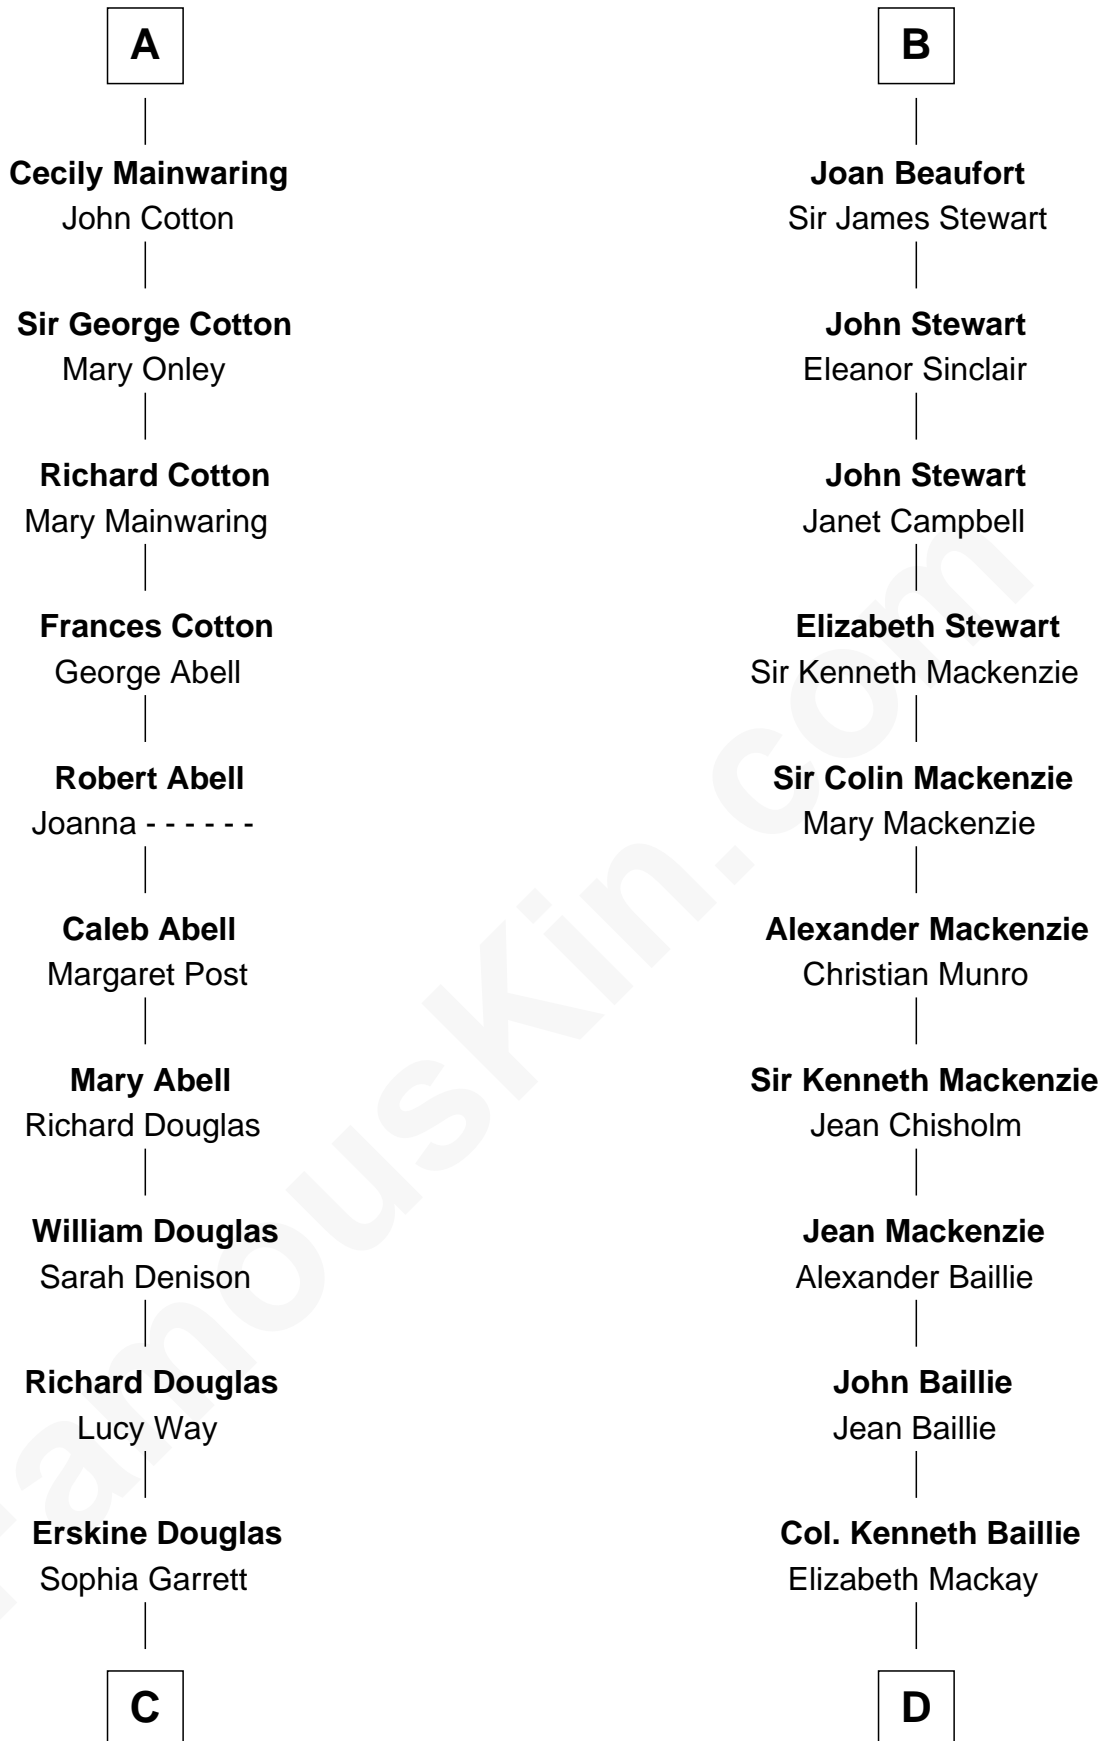 A
Cecily Mainwaring
John Cotton
Sir George Cotton
Mary Onley
Richard Cotton
Mary Mainwaring
Frances Cotton
George Abell
Robert Abell
Joanna - - - - - -
Caleb Abell
Margaret Post
Mary Abell
Richard Douglas
William Douglas
Sarah Denison
Richard Douglas
Lucy Way
Erskine Douglas
Sophia Garrett
C
B
Joan Beaufort
Sir James Stewart
John Stewart
Eleanor Sinclair
John Stewart
Janet Campbell
Elizabeth Stewart
Sir Kenneth Mackenzie
Sir Colin Mackenzie
Mary Mackenzie
Alexander Mackenzie
Christian Munro
Sir Kenneth Mackenzie
Jean Chisholm
Jean Mackenzie
Alexander Baillie
John Baillie
Jean Baillie
Col. Kenneth Baillie
Elizabeth Mackay
D
FamousKin.com